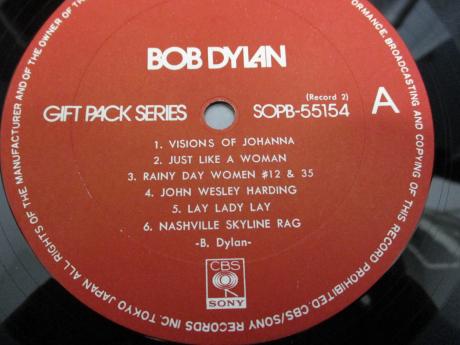 BOB DYLAN
GIFT PACK SERIES
(Record 2)
SOPB-55154
A
1. VISIONS OF JOHANNA
2. JUST LIKE A WOMAN
3. RAINY DAY WOMEN #12 & 35
4. JOHN WESLEY HARDING
5. LAY LADY LAY
6. NASHVILLE SKYLINE RAG
-B. Dylan-
CBS
SONY
MANUFACTURER AND OF THE OWNER OF
ORMANCE, BROADCASTING AND COPYING OF THIS RECORD PROHIBITED. CBS/SONY RECORDS INC. TOKYO JAPAN ALL RIGHTS OF THE